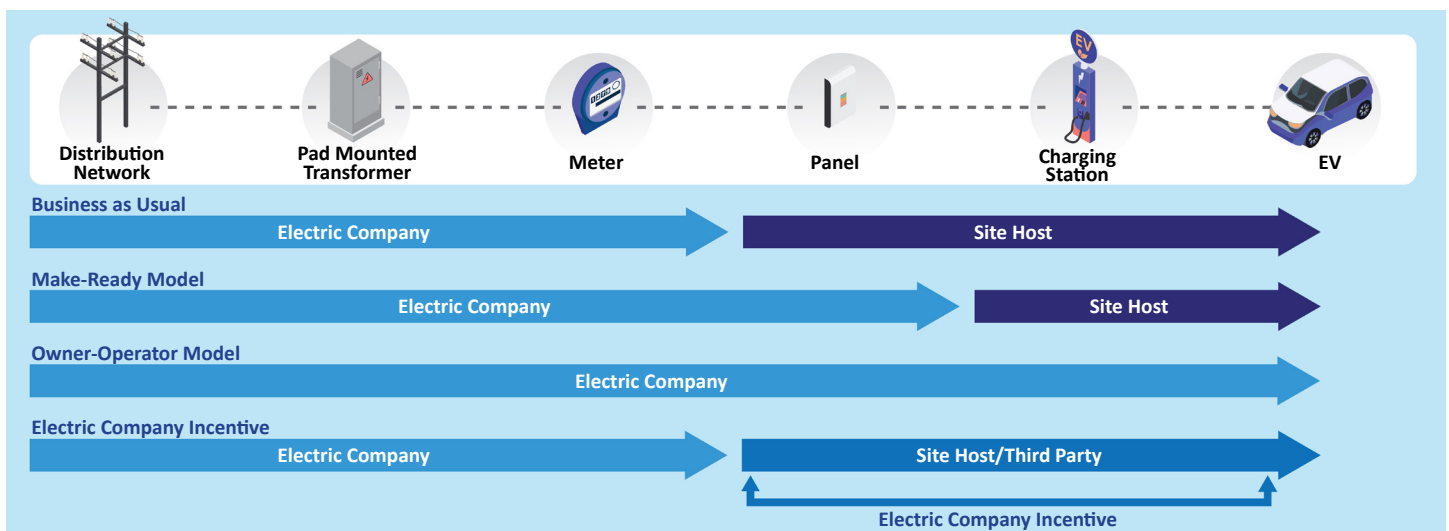 EV
Distribution
Network
Pad Mounted
Transformer
Meter
Panel
Charging
Station
EV
Business as Usual
Electric Company
Site Host
Make-Ready Model
Electric Company
Site Host
Owner-Operator Model
Electric Company
Electric Company Incentive
Electric Company
Site Host/Third Party
Electric Company Incentive